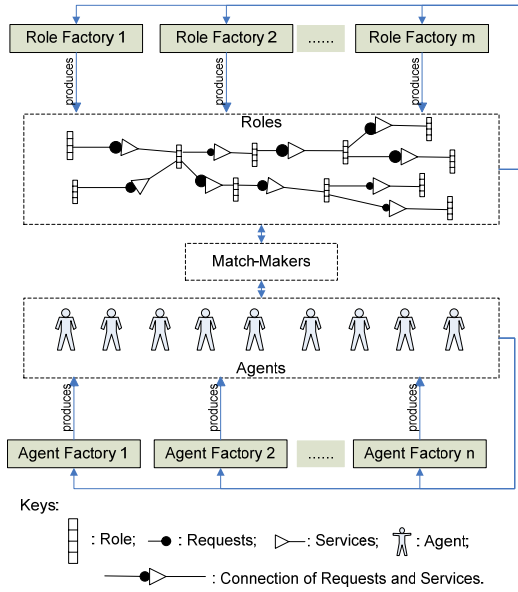 Role Factory 1 Role Factory 2 ...... Role Factory m
produces produces produces
Roles
Match-Makers
Agents
produces produces produces
Agent Factory 1 Agent Factory 2 ...... Agent Factory n
Keys:
: Role; : Requests; : Services; : Agent;
: Connection of Requests and Services.